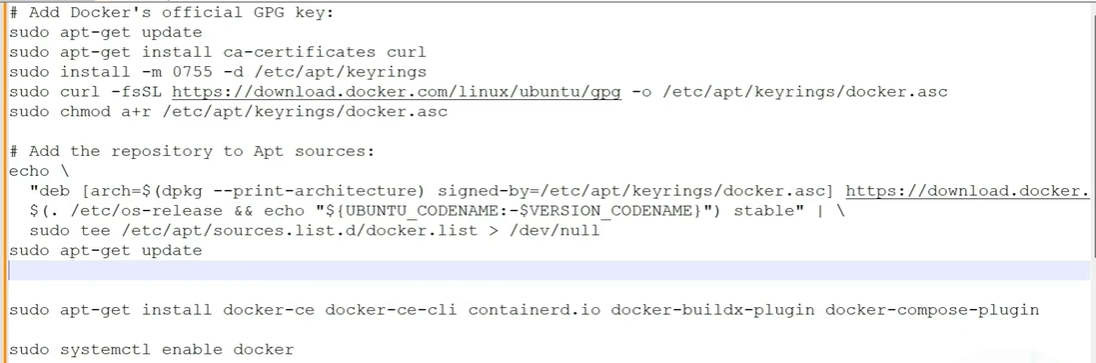 # Add Docker's official GPG key:
sudo apt-get update
sudo apt-get install ca-certificates curl
sudo install -m 0755 -d /etc/apt/keyrings
sudo curl -fsSL https://download.docker.com/linux/ubuntu/gpg -o /etc/apt/keyrings/docker.asc
sudo chmod a+r /etc/apt/keyrings/docker.asc
# Add the repository to Apt sources:
echo \
"deb [arch=$(dpkg --print-architecture) signed-by=/etc/apt/keyrings/docker.asc] https://download.docker.
$(. /etc/os-release && echo "${UBUNTU_CODENAME:-$VERSION_CODENAME}") stable" | \
sudo tee /etc/apt/sources.list.d/docker.list > /dev/null
sudo apt-get update
sudo apt-get install docker-ce docker-ce-cli containerd.io docker-buildx-plugin docker-compose-plugin
sudo systemctl enable docker